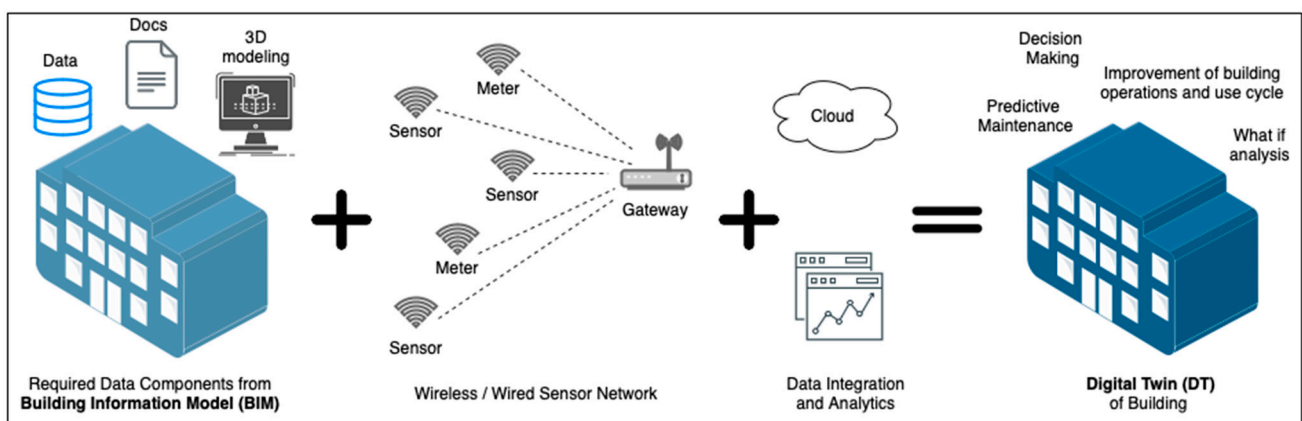 Docs
Data
3D
modeling
Meter
Sensor
Sensor
Meter
Sensor
Gateway
Cloud
Decision
Making
Improvement of building
operations and use cycle
Predictive
Maintenance
What if
analysis
Required Data Components from
Building Information Model (BIM)
Wireless / Wired Sensor Network
Data Integration
and Analytics
Digital Twin (DT)
of Building